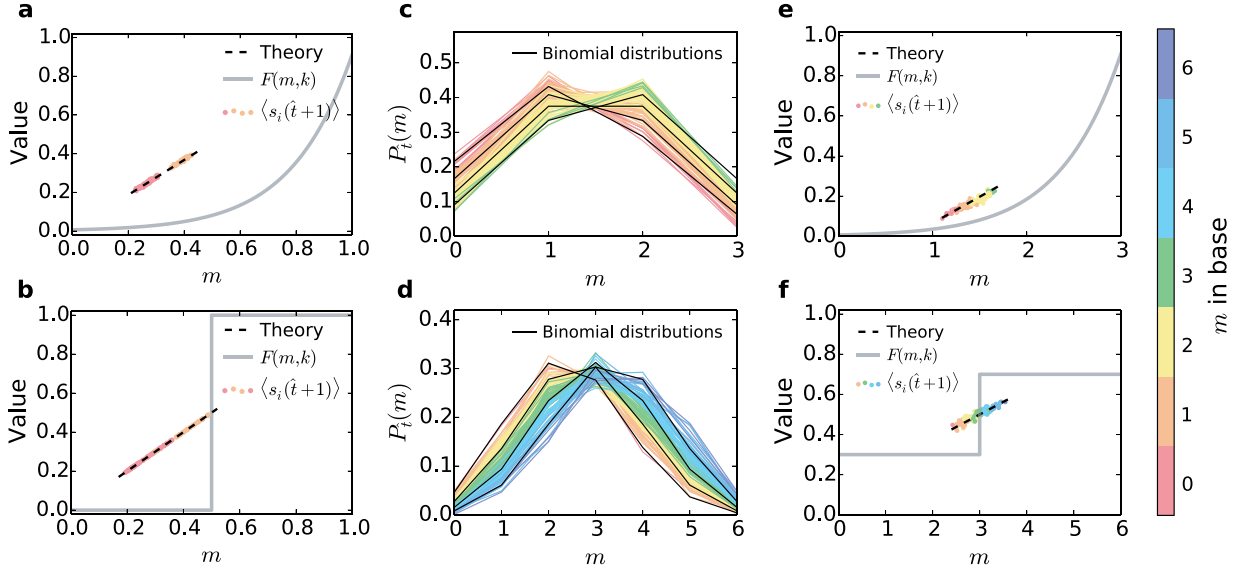 a
1.0
0.8
0.6
0.4
0.2
0.0
Value
0.0 0.2 0.4 0.6 0.8 1.0
m
Theory
F(m,k)
⟨s_i(t̂+1)⟩
b
1.0
0.8
0.6
0.4
0.2
0.0
Value
0.0 0.2 0.4 0.6 0.8 1.0
m
Theory
F(m,k)
⟨s_i(t̂+1)⟩
c
0.5
0.4
0.3
0.2
0.1
0.0
P_t̂(m)
0 1 2 3
m
Binomial distributions
d
0.4
0.3
0.2
0.1
0.0
P_t̂(m)
0 1 2 3 4 5 6
m
Binomial distributions
e
1.0
0.8
0.6
0.4
0.2
0.0
Value
0 1 2 3
m
Theory
F(m,k)
⟨s_i(t̂+1)⟩
f
1.0
0.8
0.6
0.4
0.2
0.0
Value
0 1 2 3 4 5 6
m
Theory
F(m,k)
⟨s_i(t̂+1)⟩
6
5
4
3
2
1
0
m in base